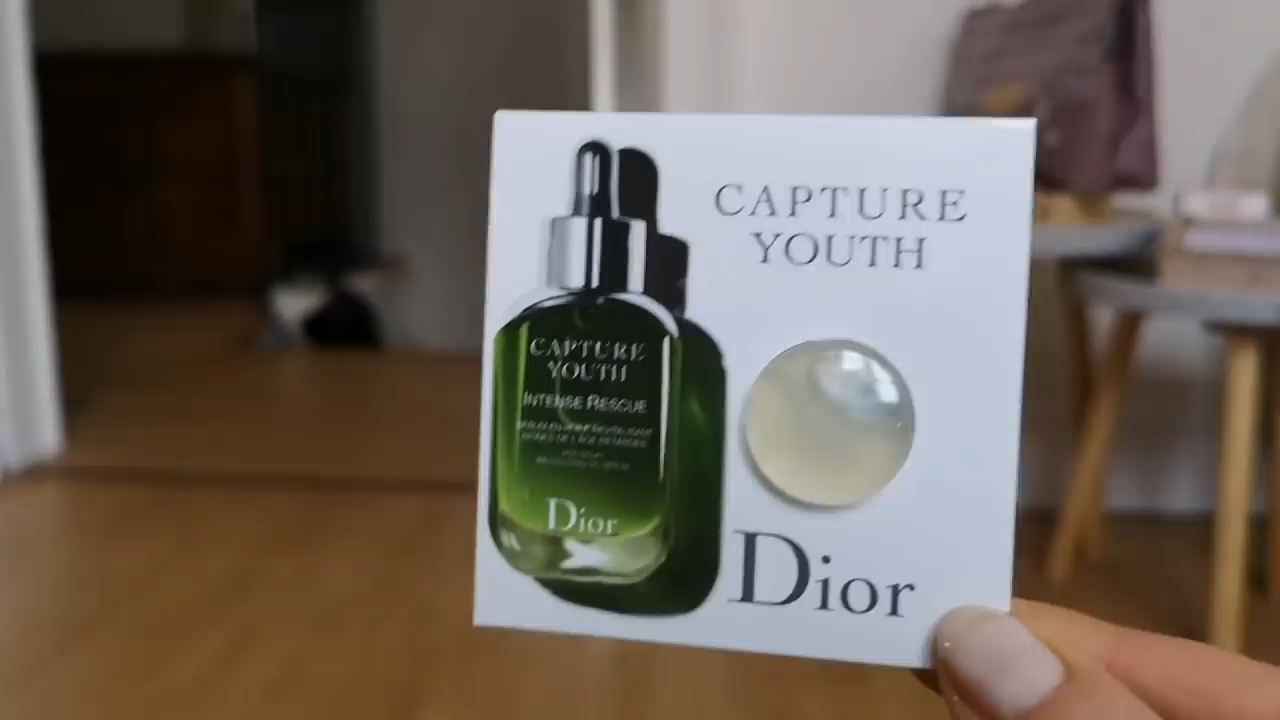 CAPTURE
YOUTH
CAPTURE
YOUTH
INTENSE RESCUE
Dior
Dior